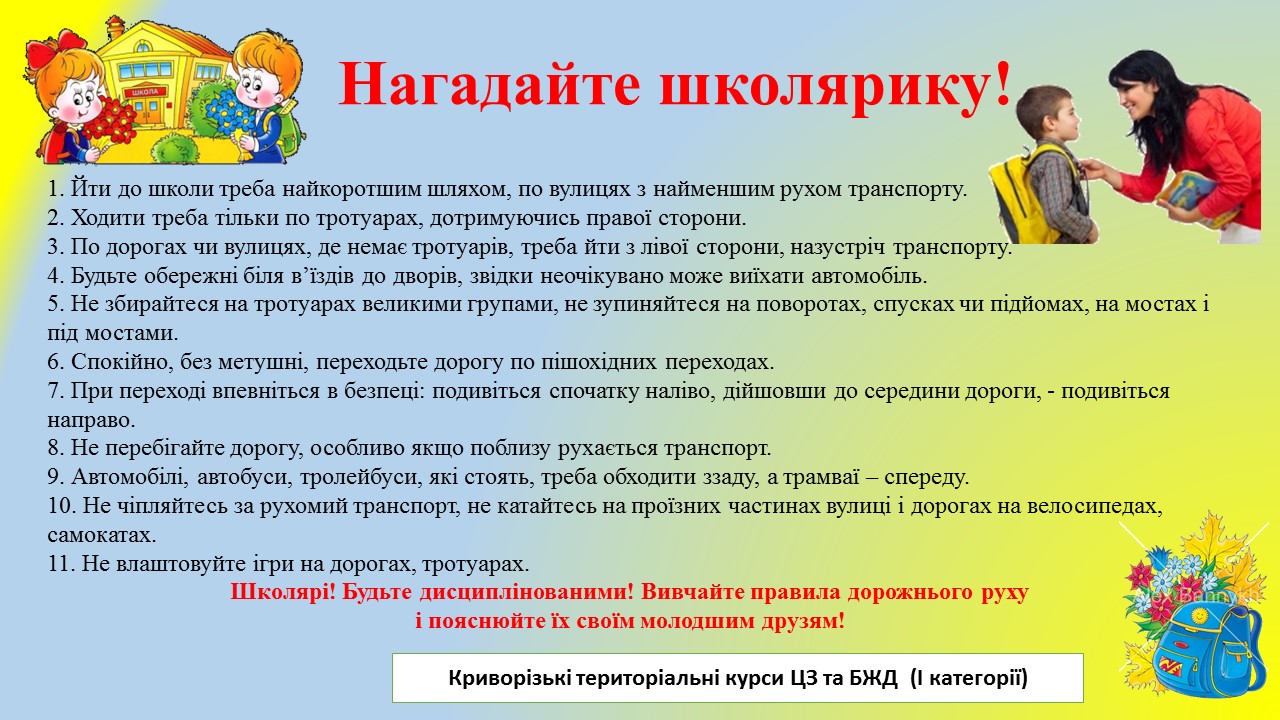 ШКОЛА
Нагадайте школярику!
1. Йти до школи треба найкоротшим шляхом, по вулицях з найменшим рухом транспорту.
2. Ходити треба тільки по тротуарах, дотримуючись правої сторони.
3. По дорогах чи вулицях, де немає тротуарів, треба йти з лівої сторони, назустріч транспорту.
4. Будьте обережні біля в’їздів до дворів, звідки неочікувано може виїхати автомобіль.
5. Не збирайтеся на тротуарах великими групами, не зупиняйтеся на поворотах, спусках чи підйомах, на мостах і
під мостами.
6. Спокійно, без метушні, переходьте дорогу по пішохідних переходах.
7. При переході впевніться в безпеці: подивіться спочатку наліво, дійшовши до середини дороги, - подивіться
направо.
8. Не перебігайте дорогу, особливо якщо поблизу рухається транспорт.
9. Автомобілі, автобуси, тролейбуси, які стоять, треба обходити ззаду, а трамваї – спереду.
10. Не чіпляйтесь за рухомий транспорт, не катайтесь на проїзних частинах вулиці і дорогах на велосипедах,
самокатах.
11. Не влаштовуйте ігри на дорогах, тротуарах.
Школярі! Будьте дисциплінованими! Вивчайте правила дорожнього руху
і пояснюйте їх своїм молодшим друзям!
Криворізькі територіальні курси ЦЗ та БЖД (І категорії)